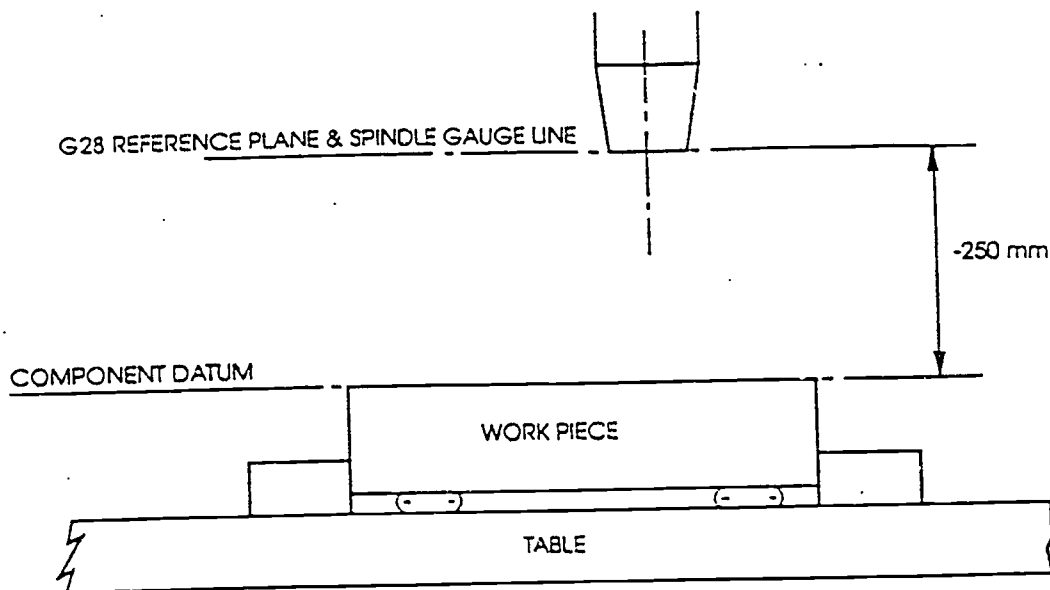 G28 REFERENCE PLANE & SPINDLE GAUGE LINE
-250 mm
COMPONENT DATUM
WORK PIECE
TABLE